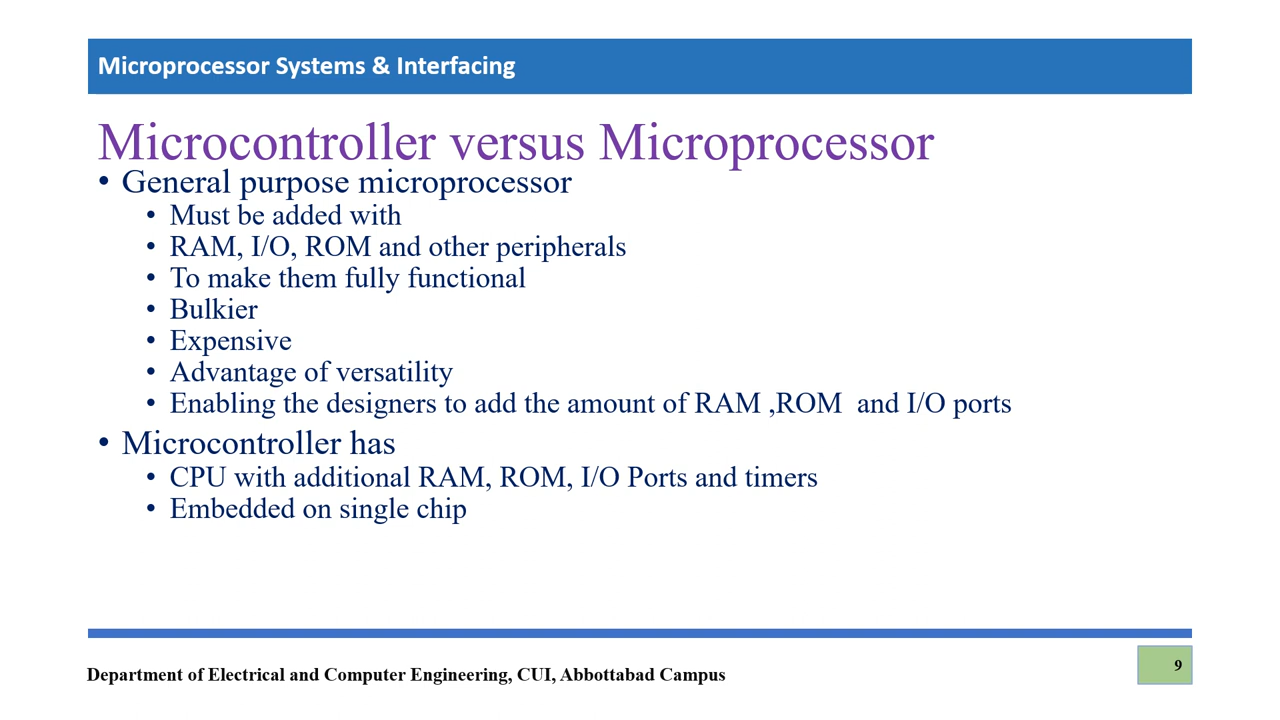 Microprocessor Systems & Interfacing
Microcontroller versus Microprocessor
• General purpose microprocessor
• Must be added with
• RAM, I/O, ROM and other peripherals
• To make them fully functional
• Bulkier
• Expensive
• Advantage of versatility
• Enabling the designers to add the amount of RAM ,ROM  and I/O ports
• Microcontroller has
• CPU with additional RAM, ROM, I/O Ports and timers
• Embedded on single chip
Department of Electrical and Computer Engineering, CUI, Abbottabad Campus
9